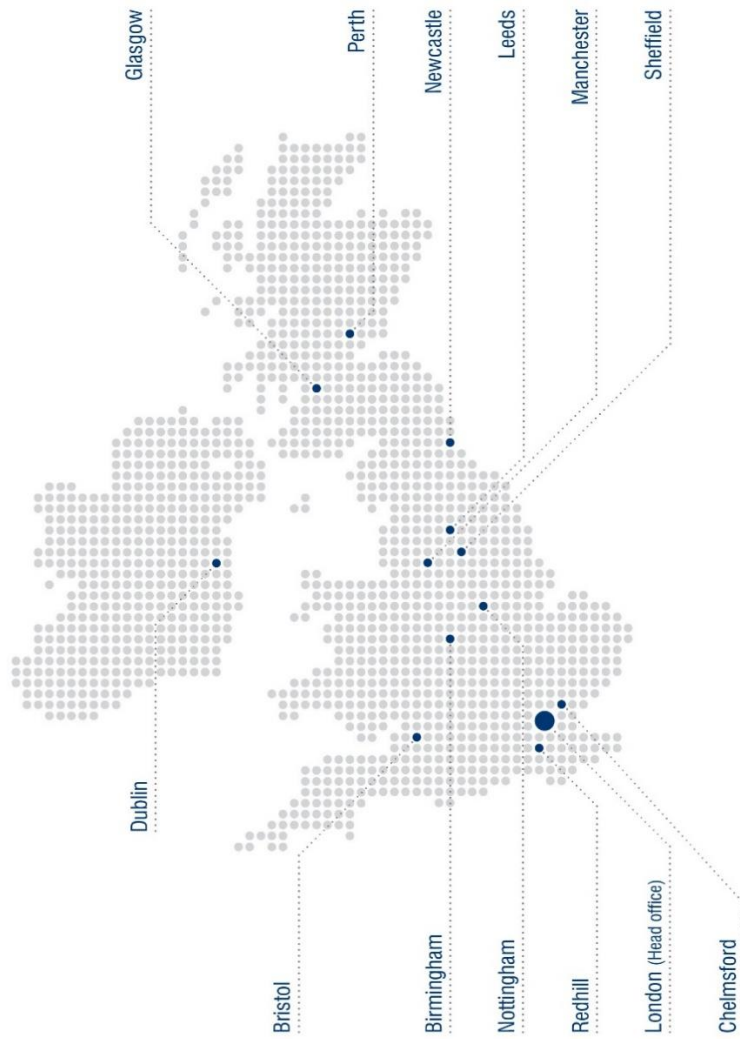 Glasgow
Perth
Newcastle
Leeds
Manchester
Sheffield
Dublin
Bristol
Birmingham
Nottingham
Redhill
London (Head office)
Chelmsford